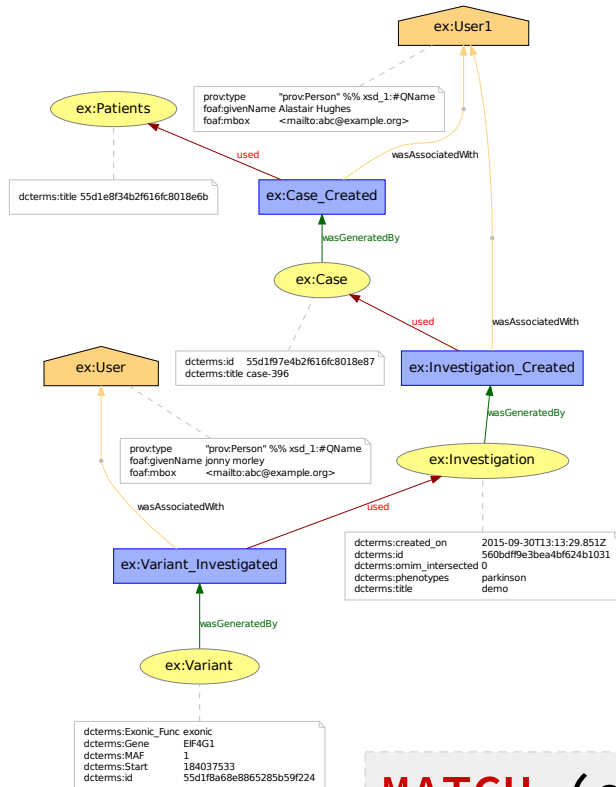 ex:User1
prov:type "prov:Person" %% xsd_1:#QName
foaf:givenName Alastair Hughes
foaf:mbox <mailto:abc@example.org>
ex:Patients
used
wasAssociatedWith
dcterms:title 55d1e8f34b2f616fc8018e6b
ex:Case_Created
wasGeneratedBy
ex:Case
used
wasAssociatedWith
dcterms:id 55d1f97e4b2f616fc8018e87
dcterms:title case-396
ex:User
ex:Investigation_Created
wasGeneratedBy
prov:type "prov:Person" %% xsd_1:#QName
foaf:givenName jonny morley
foaf:mbox <mailto:abc@example.org>
ex:Investigation
wasAssociatedWith
used
dcterms:created_on 2015-09-30T13:13:29.851Z
dcterms:id 560bdff9e3bea4bf624b1031
dcterms:omim_intersected 0
dcterms:phenotypes parkinson
dcterms:title demo
ex:Variant_Investigated
wasGeneratedBy
ex:Variant
dcterms:Exonic_Func exonic
dcterms:Gene EIF4G1
dcterms:MAF 1
dcterms:Start 184037533
dcterms:id 55d1f8a68e8865285b59f224
MATCH (